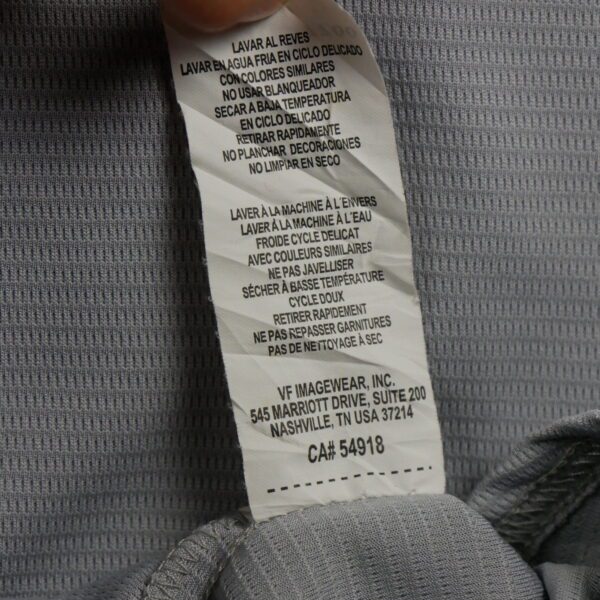 LAVAR AL REVES
LAVAR EN AGUA FRIA EN CICLO DELICADO
CON COLORES SIMILARES
NO USAR BLANQUEADOR
SECAR A BAJA TEMPERATURA
EN CICLO DELICADO
RETIRAR RAPIDAMENTE
NO PLANCHAR DECORACIONES
NO LIMPIAR EN SECO
LAVER À LA MACHINE À L'ENVERS
LAVER À LA MACHINE À L'EAU
FROIDE CYCLE DELICAT
AVEC COULEURS SIMILAIRES
NE PAS JAVELLISER
SÉCHER À BASSE TEMPÉRATURE
CYCLE DOUX
RETIRER RAPIDEMENT
NE PAS REPASSER GARNITURES
PAS DE NETTOYAGE À SEC
VF IMAGEWEAR, INC.
545 MARRIOTT DRIVE, SUITE 200
NASHVILLE, TN USA 37214
CA# 54918